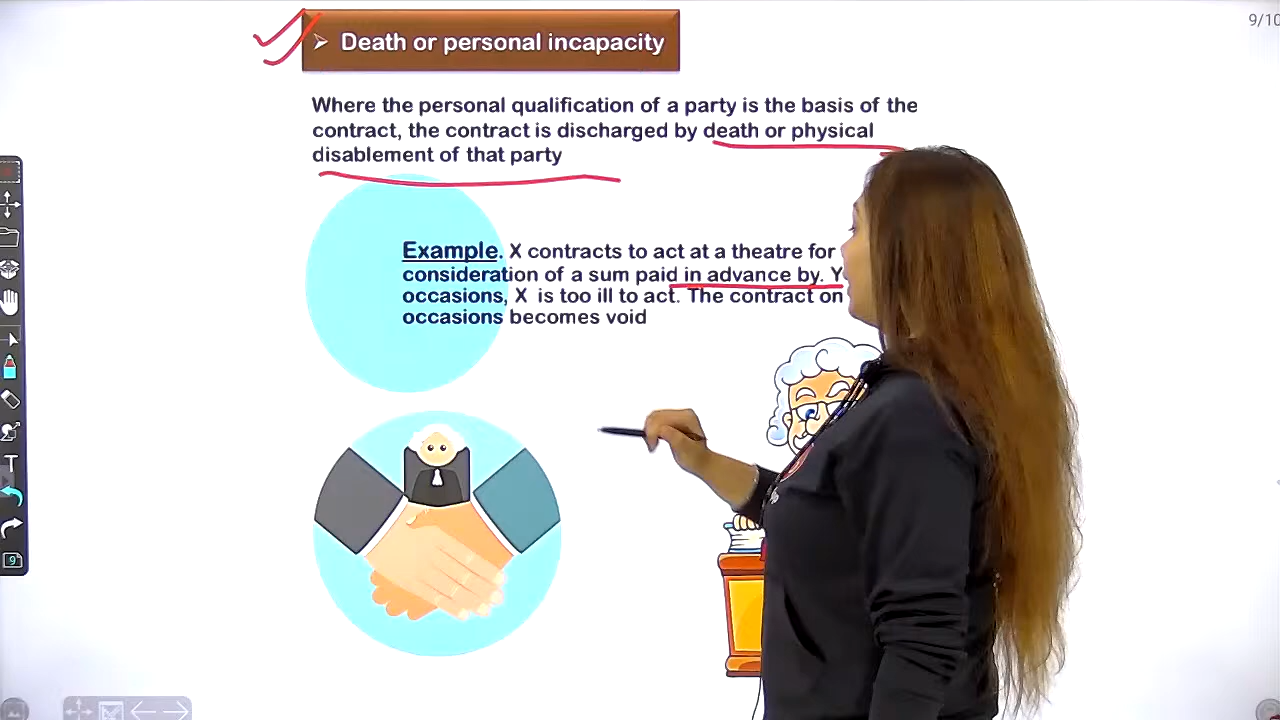 9/10
➢ Death or personal incapacity
Where the personal qualification of a party is the basis of the
contract, the contract is discharged by death or physical
disablement of that party
Example. X contracts to act at a theatre for
consideration of a sum paid in advance by. Y
occasions, X is too ill to act. The contract on
occasions becomes void
T
9